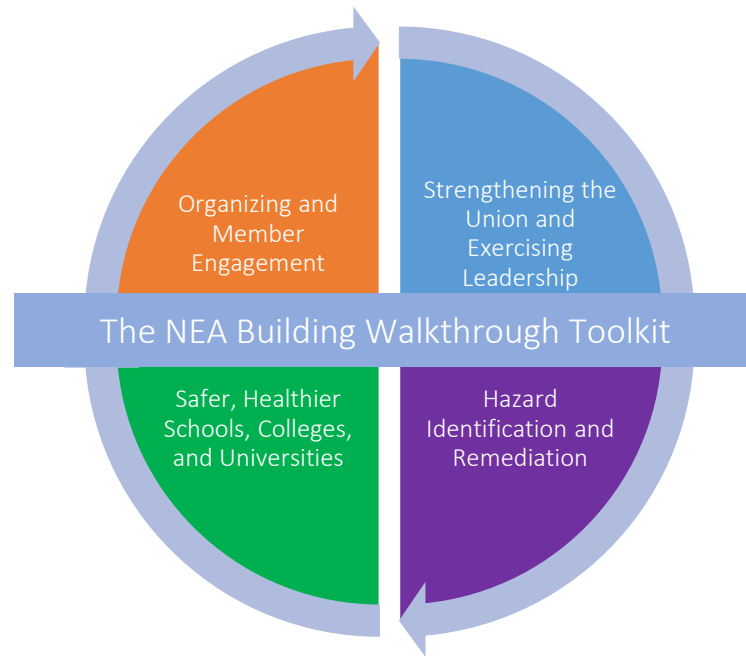 Organizing and
Member
Engagement
Strengthening the
Union and
Exercising
Leadership
The NEA Building Walkthrough Toolkit
Safer, Healthier
Schools, Colleges,
and Universities
Hazard
Identification and
Remediation